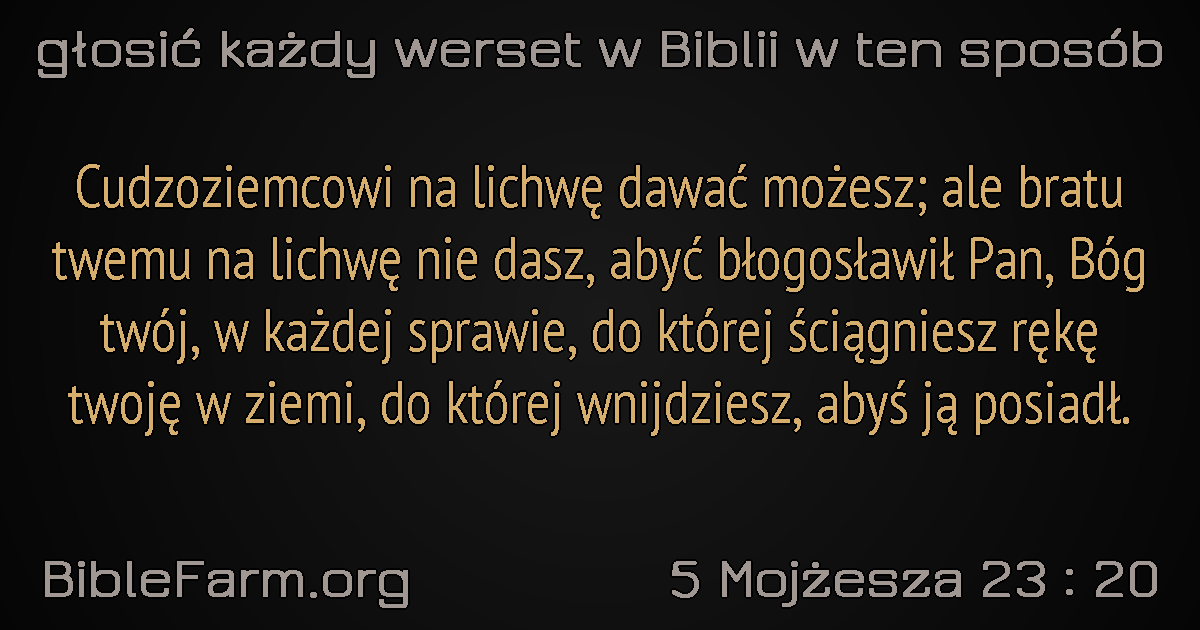 głosić każdy werset w Biblii w ten sposób
Cudzoziemcowi na lichwę dawać możesz; ale bratu
twemu na lichwę nie dasz, abyć błogosławił Pan, Bóg
twój, w każdej sprawie, do której ściągniesz rękę
twoję w ziemi, do której wnijdziesz, abyś ją posiadł.
BibleFarm.org
5 Mojżesza 23 : 20